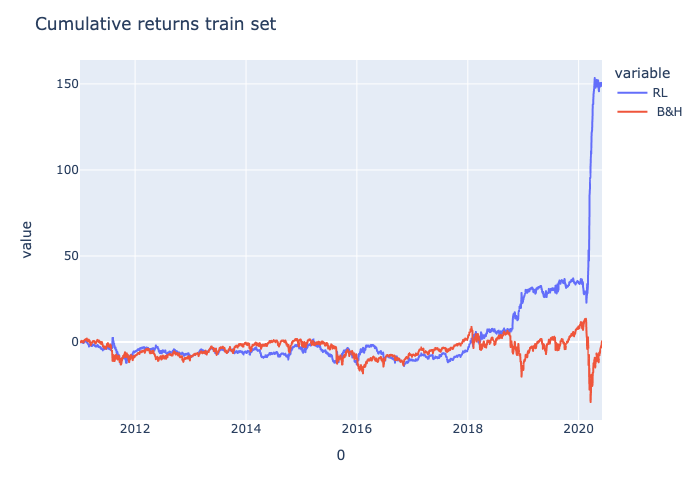 Cumulative returns train set
variable
RL
B&H
value
150
100
50
0
2012 2014 2016 2018 2020
0